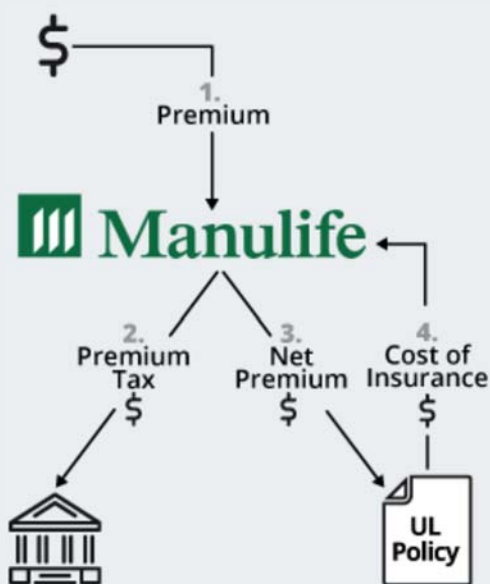 $
1.
Premium
Manulife
2.
Premium
Tax
$
3.
Net
Premium
$
4.
Cost of
Insurance
$
UL
Policy